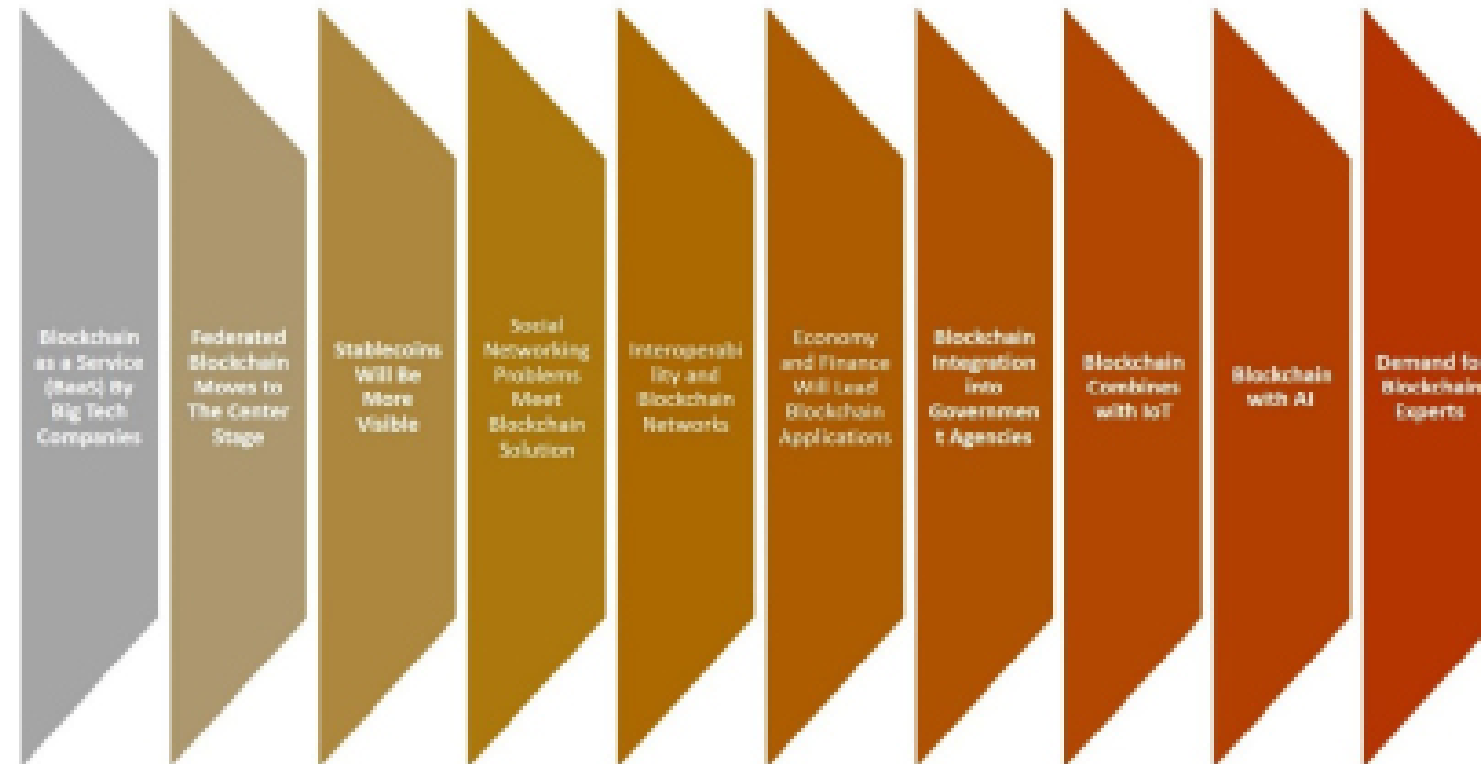 Blockchain
as a Service
(BaaS) By
Big Tech
Companies
Federated
Blockchain
Moves to
The Center
Stage
Stablecoins
Will Be
More
Visible
Social
Networking
Problems
Meet
Blockchain
Solution
Interoperabi
lity and
Blockchain
Networks
Economy
and Finance
Will Lead
Blockchain
Applications
Blockchain
Integration
into
Governmen
t Agencies
Blockchain
Combines
with IoT
Blockchain
with AI
Demand for
Blockchain
Experts